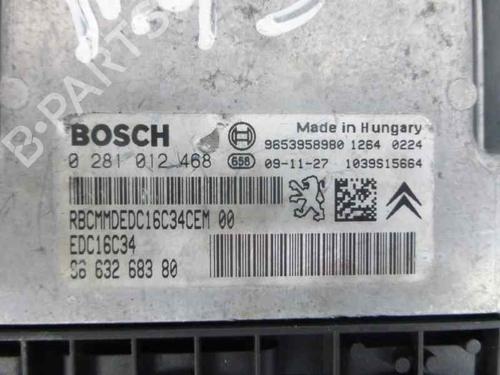 B-PARTS
BOSCH
Made in Hungary
9653958980 1264 0224
0 281 012 468
656
09-11-27 1039S15664
RBCMMDEDC16C34CEM 00
EDC16C34
96 632 683 80